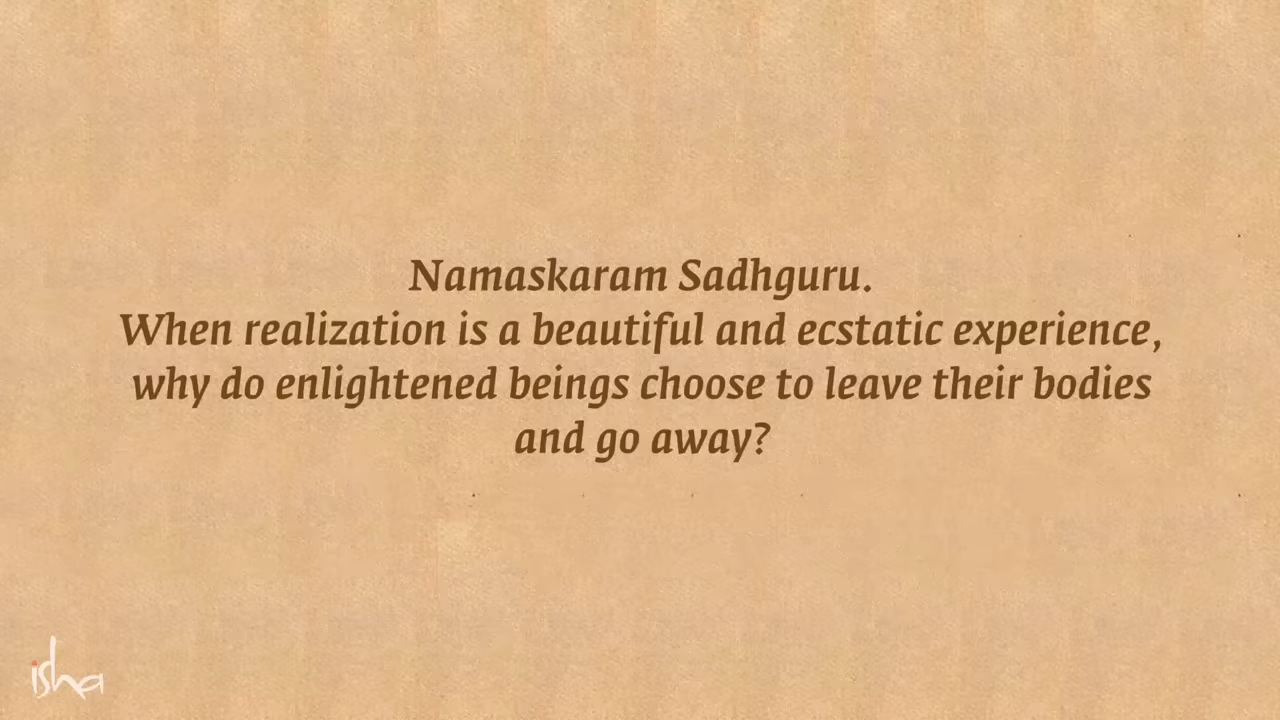 Namaskaram Sadhguru.
When realization is a beautiful and ecstatic experience,
why do enlightened beings choose to leave their bodies
and go away?
isha